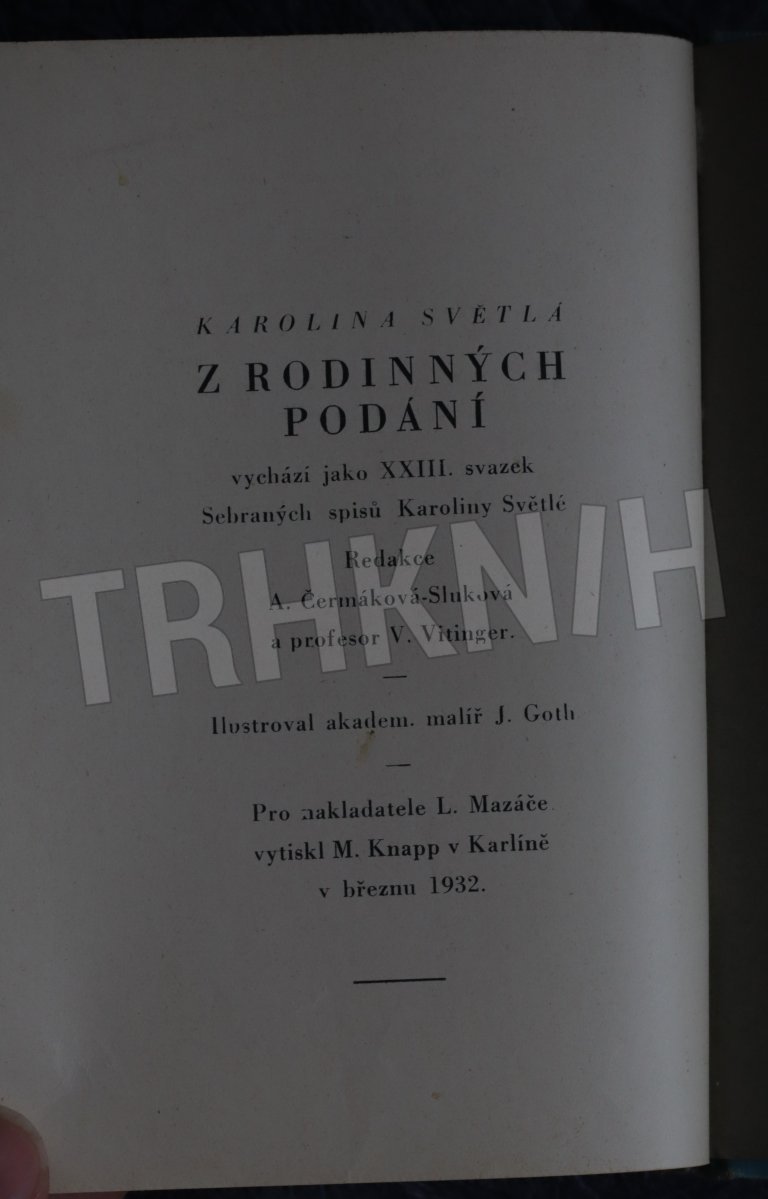 KAROLINA SVĚTLÁ
Z RODINNÝCH
PODÁNÍ
vychází jako XXIII. svazek
Sebraných spisů Karoliny Světlé
Redakce
A. Čermáková-Sluková
a profesor V. Vitinger.
Ilustroval akadem. malíř J. Goth
Pro nakladatele L. Mazáče
vytiskl M. Knapp v Karlíně
v březnu 1932.
TRHKNIH